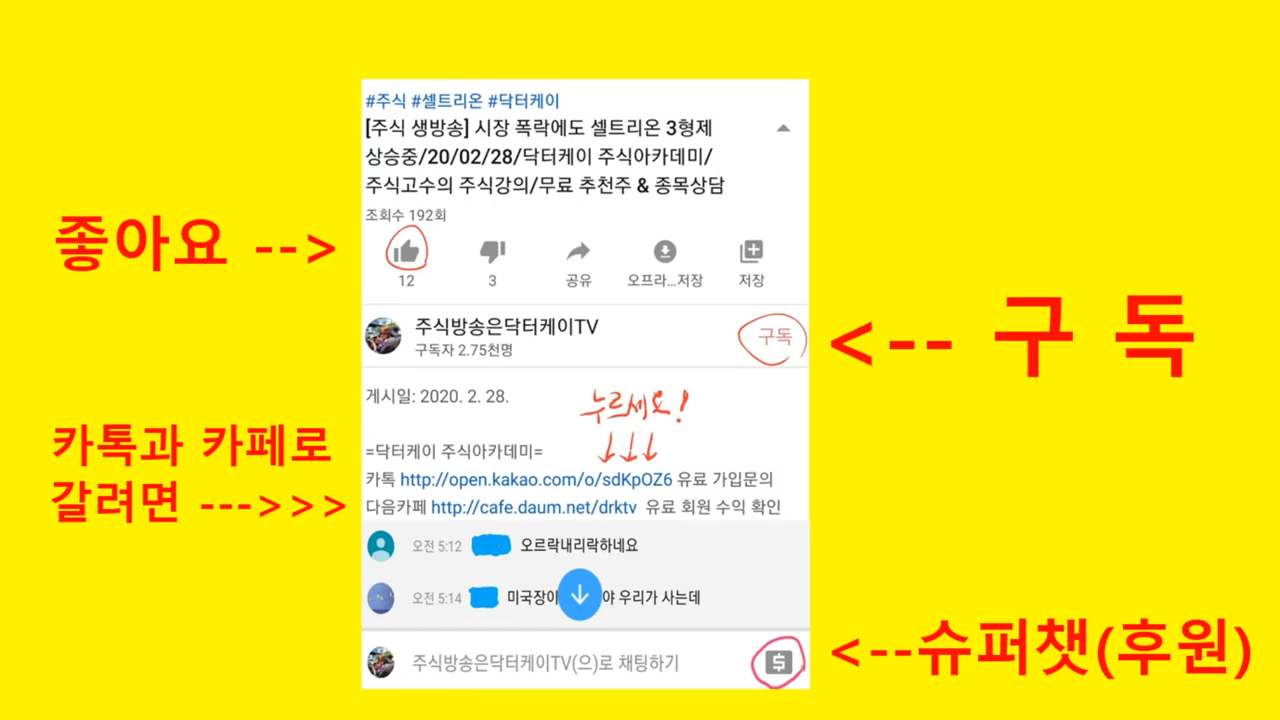 #주식 #셀트리온 #닥터케이
[주식 생방송] 시장 폭락에도 셀트리온 3형제
상승중/20/02/28/닥터케이 주식아카데미/
주식고수의 주식강의/무료 추천주 & 종목상담
조회수 192회
좋아요 -->
12 3 공유 오프라...저장 저장
주식방송은닥터케이TV
구독자 2.75천명
구독
<-- 구 독
게시일: 2020. 2. 28.
누르세요!
↓↓↓
카톡과 카페로
갈려면 --->>>
=닥터케이 주식아카데미=
카톡 http://open.kakao.com/o/sdKpOZ6 유료 가입문의
다음카페 http://cafe.daum.net/drktv 유료 회원 수익 확인
오전 5:12 오르락내리락하네요
오전 5:14 미국장이 야 우리가 사는데
주식방송은닥터케이TV(으)로 채팅하기
<--슈퍼챗(후원)